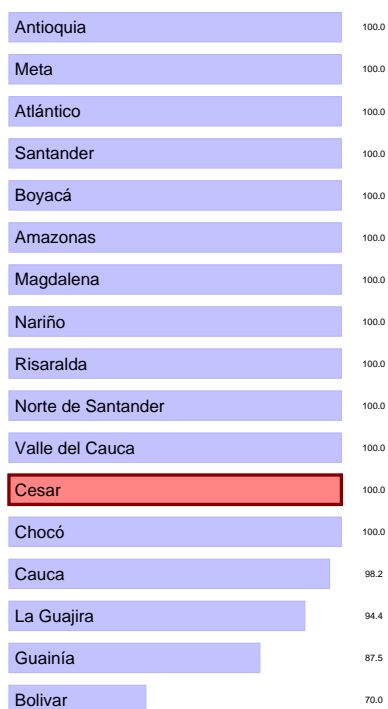 Antioquia 100.0
Meta 100.0
Atlántico 100.0
Santander 100.0
Boyacá 100.0
Amazonas 100.0
Magdalena 100.0
Nariño 100.0
Risaralda 100.0
Norte de Santander 100.0
Valle del Cauca 100.0
Cesar 100.0
Chocó 100.0
Cauca 98.2
La Guajira 94.4
Guainía 87.5
Bolivar 70.0